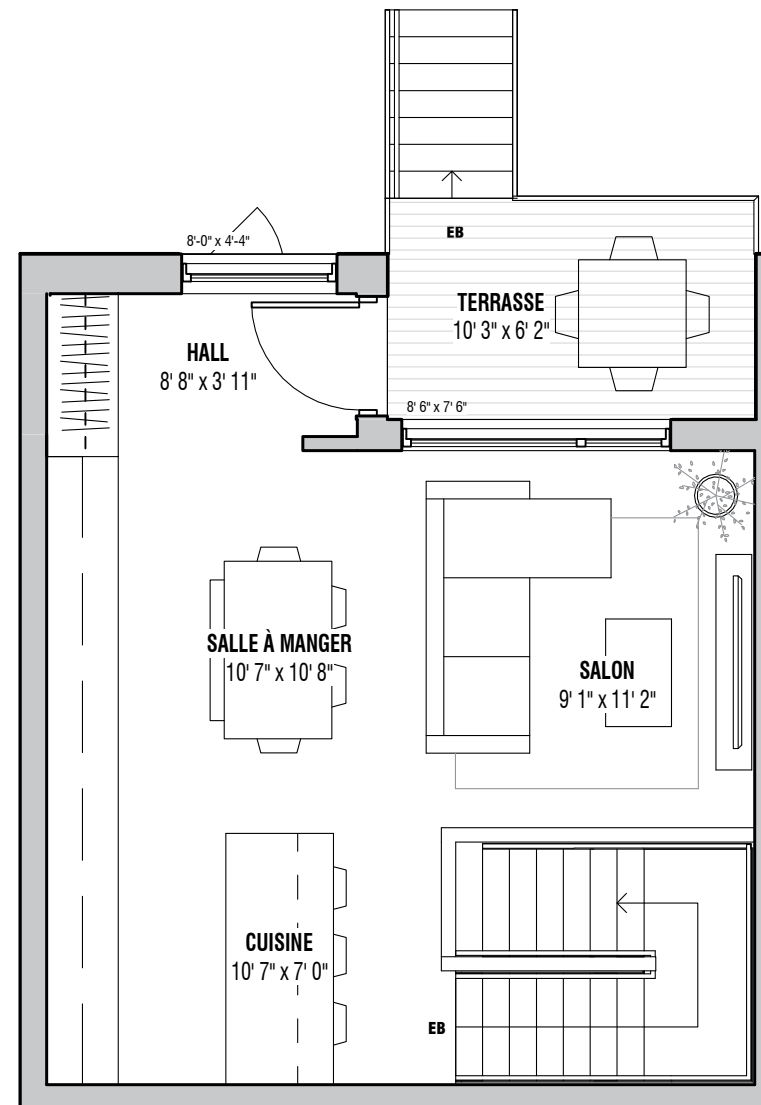 8'-0" x 4'-4"
EB
TERRASSE
10' 3" x 6' 2"
HALL
8' 8" x 3' 11"
8' 6" x 7' 6"
SALLE À MANGER
10' 7" x 10' 8"
SALON
9' 1" x 11' 2"
CUISINE
10' 7" x 7' 0"
EB